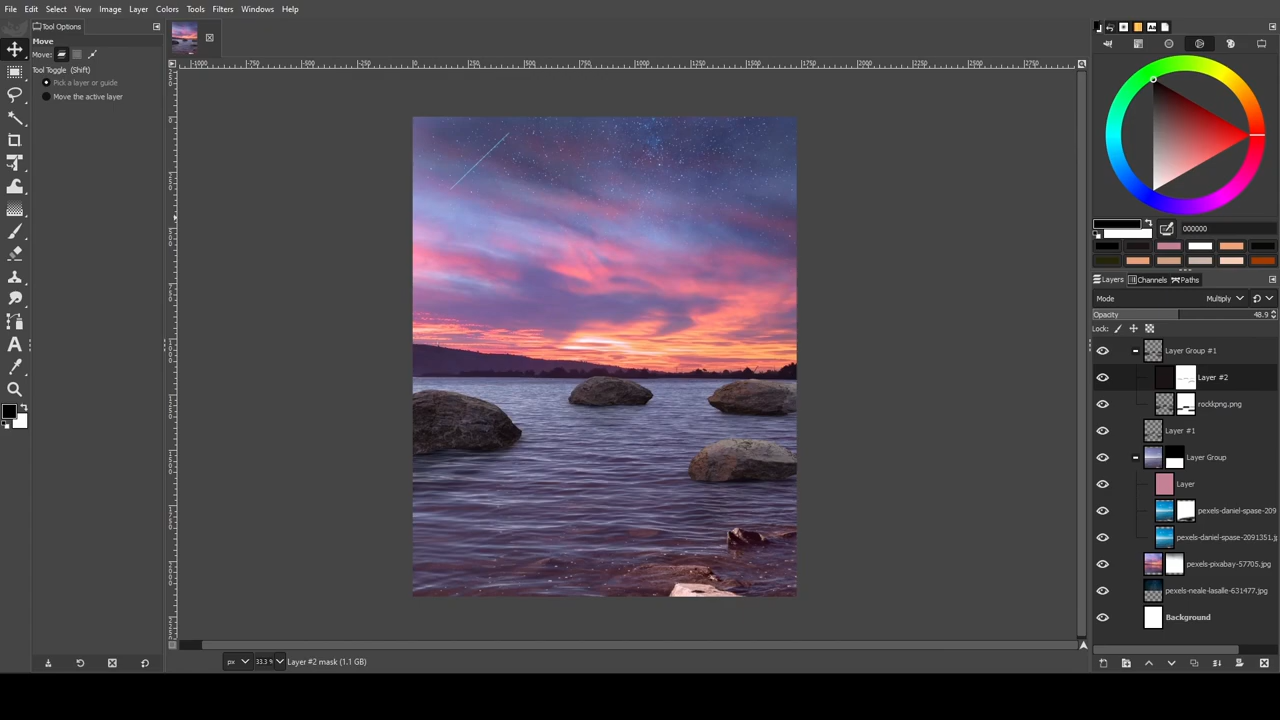 File Edit Select View Image Layer Colors Tools Filters Windows Help
Tool Options
Move
Move:
Tool Toggle (Shift)
Pick a layer or guide
Move the active layer
000000
Layers Channels Paths
Mode Multiply
Opacity 48.9
Lock:
Layer Group #1
Layer #2
rockkpng.png
Layer #1
Layer Group
Layer
pexels-daniel-spase-209
pexels-daniel-spase-2091351.j
pexels-pixabay-57705.jpg
pexels-neale-lasalle-631477.jpg
Background
px 33.3 Layer #2 mask (1.1 GB)